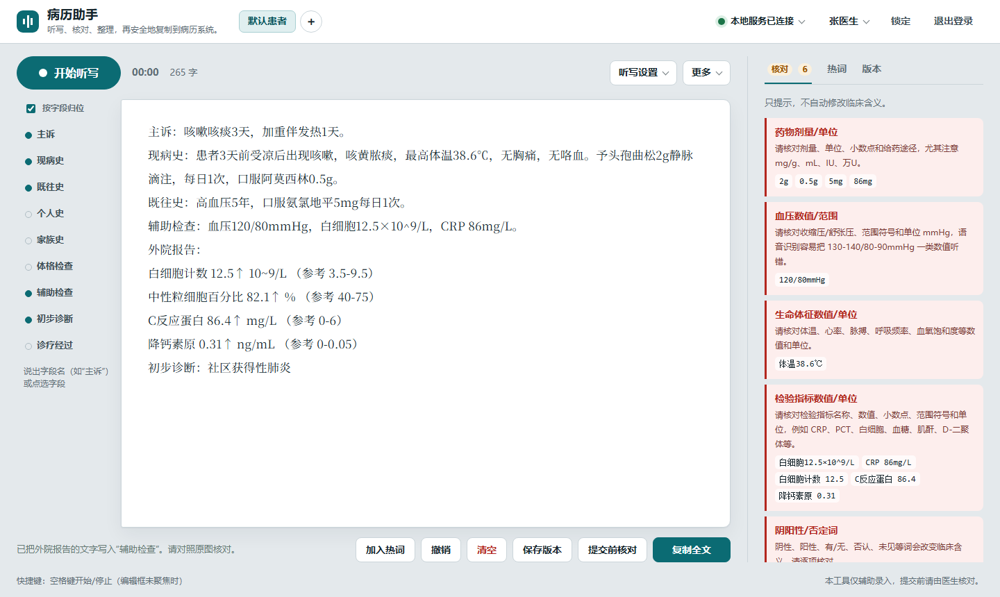 病历助手
听写、核对、整理，再安全地复制到病历系统。
默认患者
+
本地服务已连接
张医生
锁定
退出登录
开始听写
00:00
265 字
听写设置
更多
按字段归位
主诉
现病史
既往史
个人史
家族史
体格检查
辅助检查
初步诊断
诊疗经过
说出字段名（如“主诉”）
或点选字段
主诉：咳嗽咳痰3天，加重伴发热1天。
现病史：患者3天前受凉后出现咳嗽，咳黄脓痰，最高体温38.6℃，无胸痛，无咯血。予头孢曲松2g静脉
滴注，每日1次，口服阿莫西林0.5g。
既往史：高血压5年，口服氨氯地平5mg每日1次。
辅助检查：血压120/80mmHg，白细胞12.5×10^9/L，CRP 86mg/L。
外院报告：
白细胞计数 12.5↑ 10~9/L （参考 3.5-9.5）
中性粒细胞百分比 82.1↑ % （参考 40-75）
C反应蛋白 86.4↑ mg/L （参考 0-6）
降钙素原 0.31↑ ng/mL （参考 0-0.05）
初步诊断：社区获得性肺炎
已把外院报告的文字写入“辅助检查”。请对照原图核对。
加入热词
撤销
清空
保存版本
提交前核对
复制全文
核对 6
热词
版本
只提示，不自动修改临床含义。
药物剂量/单位
请核对剂量、单位、小数点和给药途径，尤其注意
mg/g、mL、IU、万U。
2g 0.5g 5mg 86mg
血压数值/范围
请核对收缩压/舒张压、范围符号和单位 mmHg，语
音识别容易把 130-140/80-90mmHg 一类数值听
错。
120/80mmHg
生命体征数值/单位
请核对体温、心率、脉搏、呼吸频率、血氧饱和度等数
值和单位。
体温38.6℃
检验指标数值/单位
请核对检验指标名称、数值、小数点、范围符号和单
位，例如 CRP、PCT、白细胞、血糖、肌酐、D-二聚
体等。
白细胞12.5×10^9/L CRP 86mg/L
白细胞计数 12.5 C反应蛋白 86.4
降钙素原 0.31
阴阳性/否定词
阴性、阳性、有/无、否认、未见等词会改变临床含
义，请逐项核对
快捷键：空格键开始/停止（编辑框未聚焦时）
本工具仅辅助录入，提交前请由医生核对。